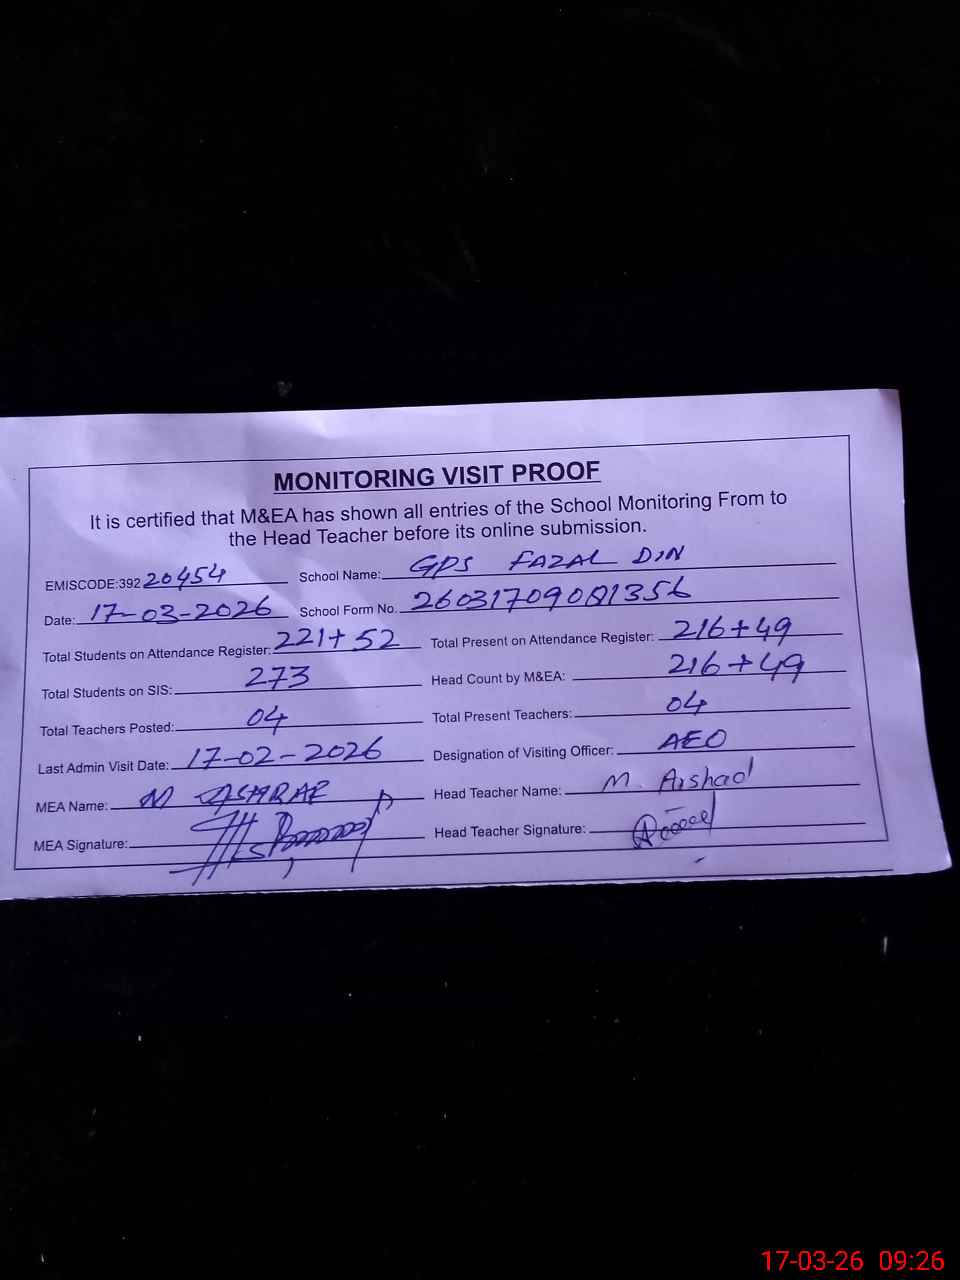 MONITORING VISIT PROOF
It is certified that M&EA has shown all entries of the School Monitoring From to
the Head Teacher before its online submission.
EMISCODE:392 20454 School Name: GPS FAZAL DIN
Date: 17-03-2026 School Form No. 26031709081356
Total Students on Attendance Register: 221+52 Total Present on Attendance Register: 216+49
Total Students on SIS: 273 Head Count by M&EA: 216+49
Total Teachers Posted: 04 Total Present Teachers: 04
Last Admin Visit Date: 17-02-2026 Designation of Visiting Officer: AEO
MEA Name: M ASHRAF Head Teacher Name: M. Arshad
MEA Signature: Head Teacher Signature:
17-03-26 09:26